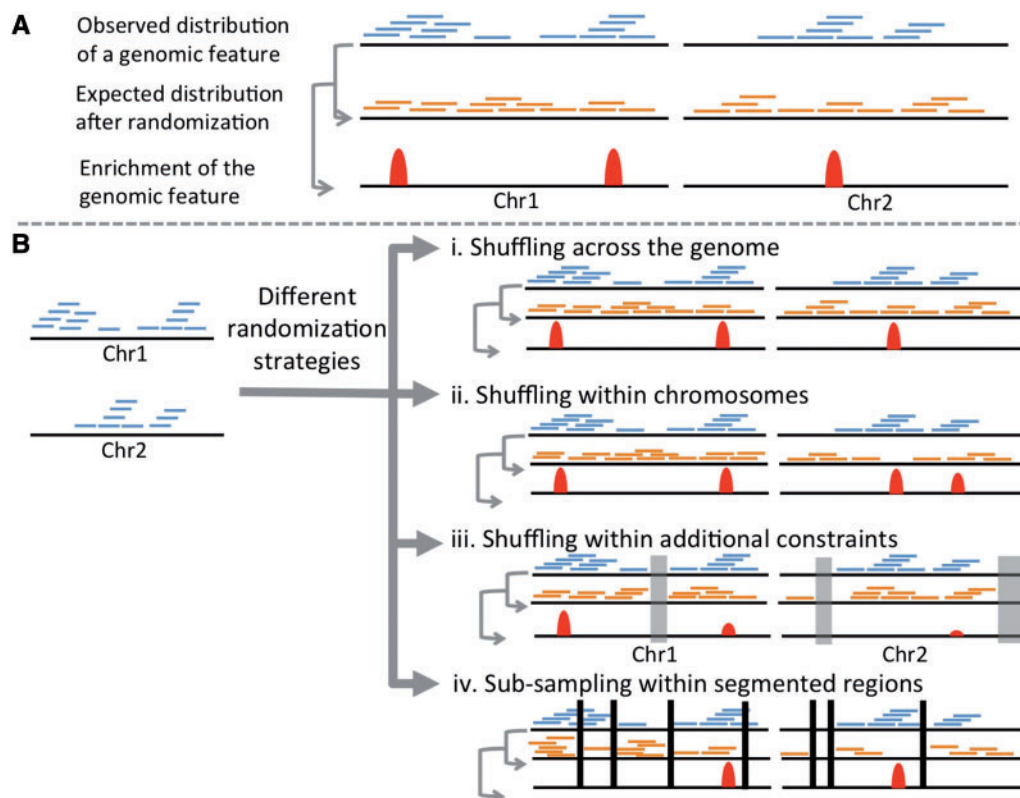 A
Observed distribution
of a genomic feature
Expected distribution
after randomization
Enrichment of the
genomic feature
Chr1
Chr2
B
Chr1
Chr2
Different
randomization
strategies
i. Shuffling across the genome
ii. Shuffling within chromosomes
iii. Shuffling within additional constraints
Chr1
Chr2
iv. Sub-sampling within segmented regions